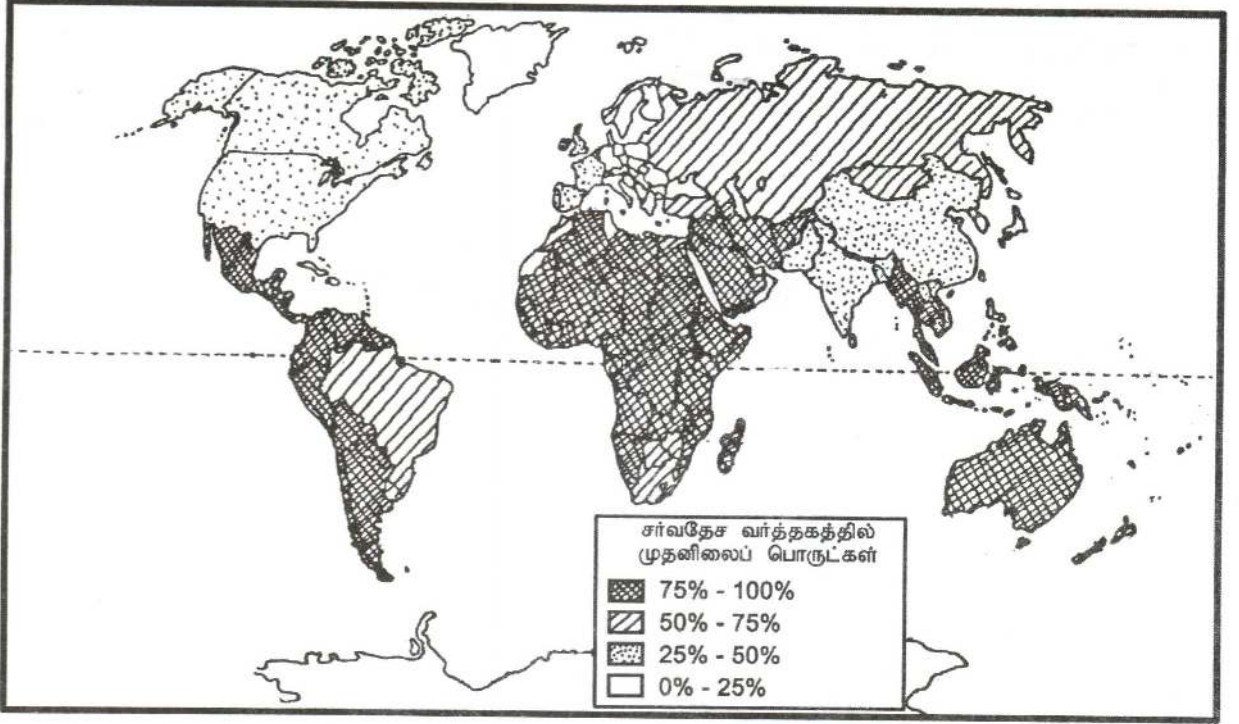 சர்வதேச வர்த்தகத்தில்
முதனிலைப் பொருட்கள்
75% - 100%
50% - 75%
25% - 50%
0% - 25%